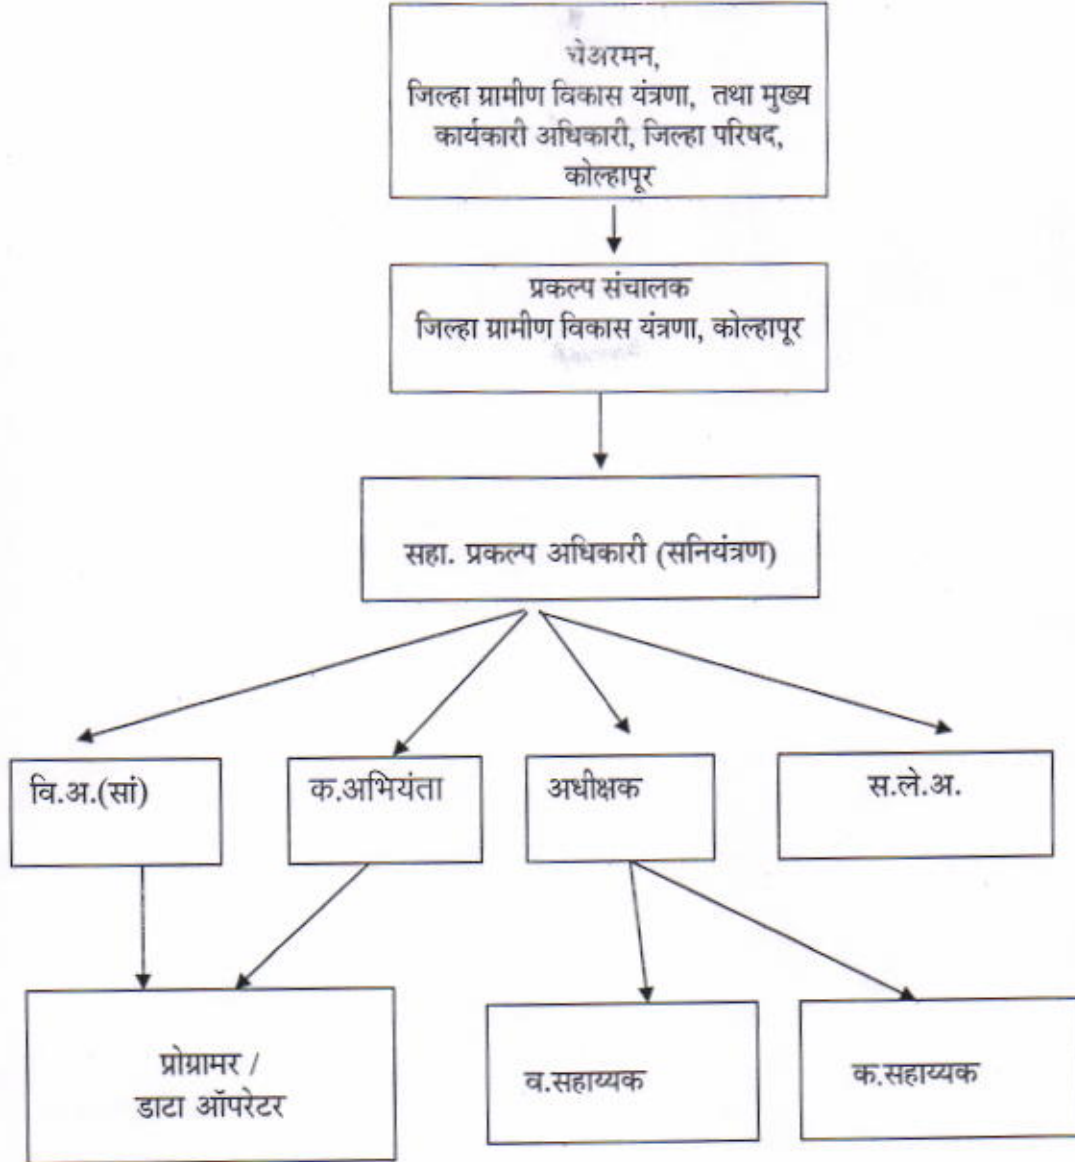 चेअरमन,
जिल्हा ग्रामीण विकास यंत्रणा, तथा मुख्य
कार्यकारी अधिकारी, जिल्हा परिषद,
कोल्हापूर
प्रकल्प संचालक
जिल्हा ग्रामीण विकास यंत्रणा, कोल्हापूर
सहा. प्रकल्प अधिकारी (सनियंत्रण)
वि.अ.(सां)
क.अभियंता
अधीक्षक
स.ले.अ.
प्रोग्रामर /
डाटा ऑपरेटर
व.सहाय्यक
क.सहाय्यक